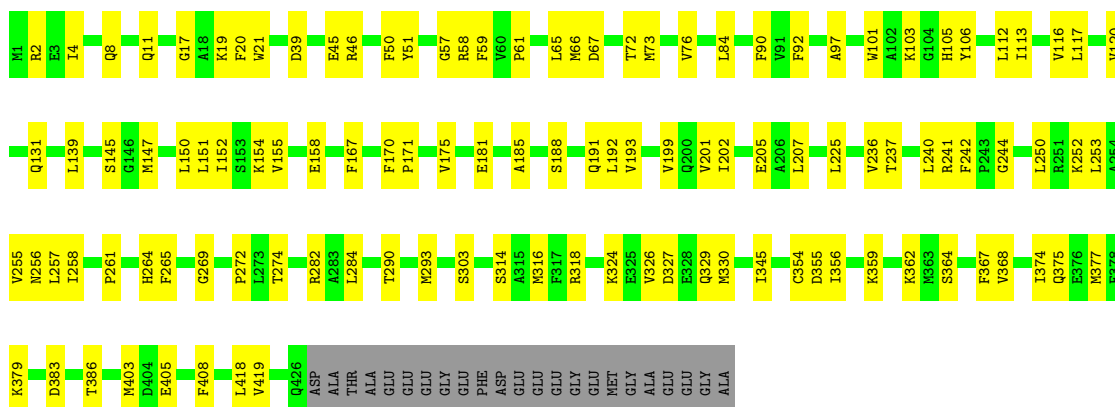 M1 R2 E3 I4 Q8 Q11 G17 A18 K19 F20 W21 D39 E45 R46 F50 Y51 G57 R58 F59 V60 P61 L65 M66 D67 T72 M73 V76 L84 F90 V91 F92 A97 W101 A102 K103 G104 H105 Y106 L112 I113 V116 L117
Q131 L139 S145 G146 M147 L150 L151 I152 S153 K154 V155 E158 F167 F170 P171 V175 E181 A185 S188 Q191 L192 V193 V199 Q200 V201 I202 E205 A206 L207 L225 V236 T237 L240 R241 F242 P243 G244 L250 R251 K252 L253
V255 N256 L257 I258 P261 H264 F265 G269 P272 L273 T274 R282 A283 L284 T290 M293 S303 S314 A315 M316 F317 R318 K324 E325 V326 D327 E328 Q329 M330 I345 C354 D355 I356 K359 K362 M363 S364 F367 V368 I374 Q375 E376 M377
K379 D383 T386 M403 D404 E405 F408 L418 V419 Q426 ASP ALA THR ALA GLU GLU GLU GLY GLU PHE ASP GLU GLU GLU GLY GLU MET GLY ALA GLU GLU GLY ALA